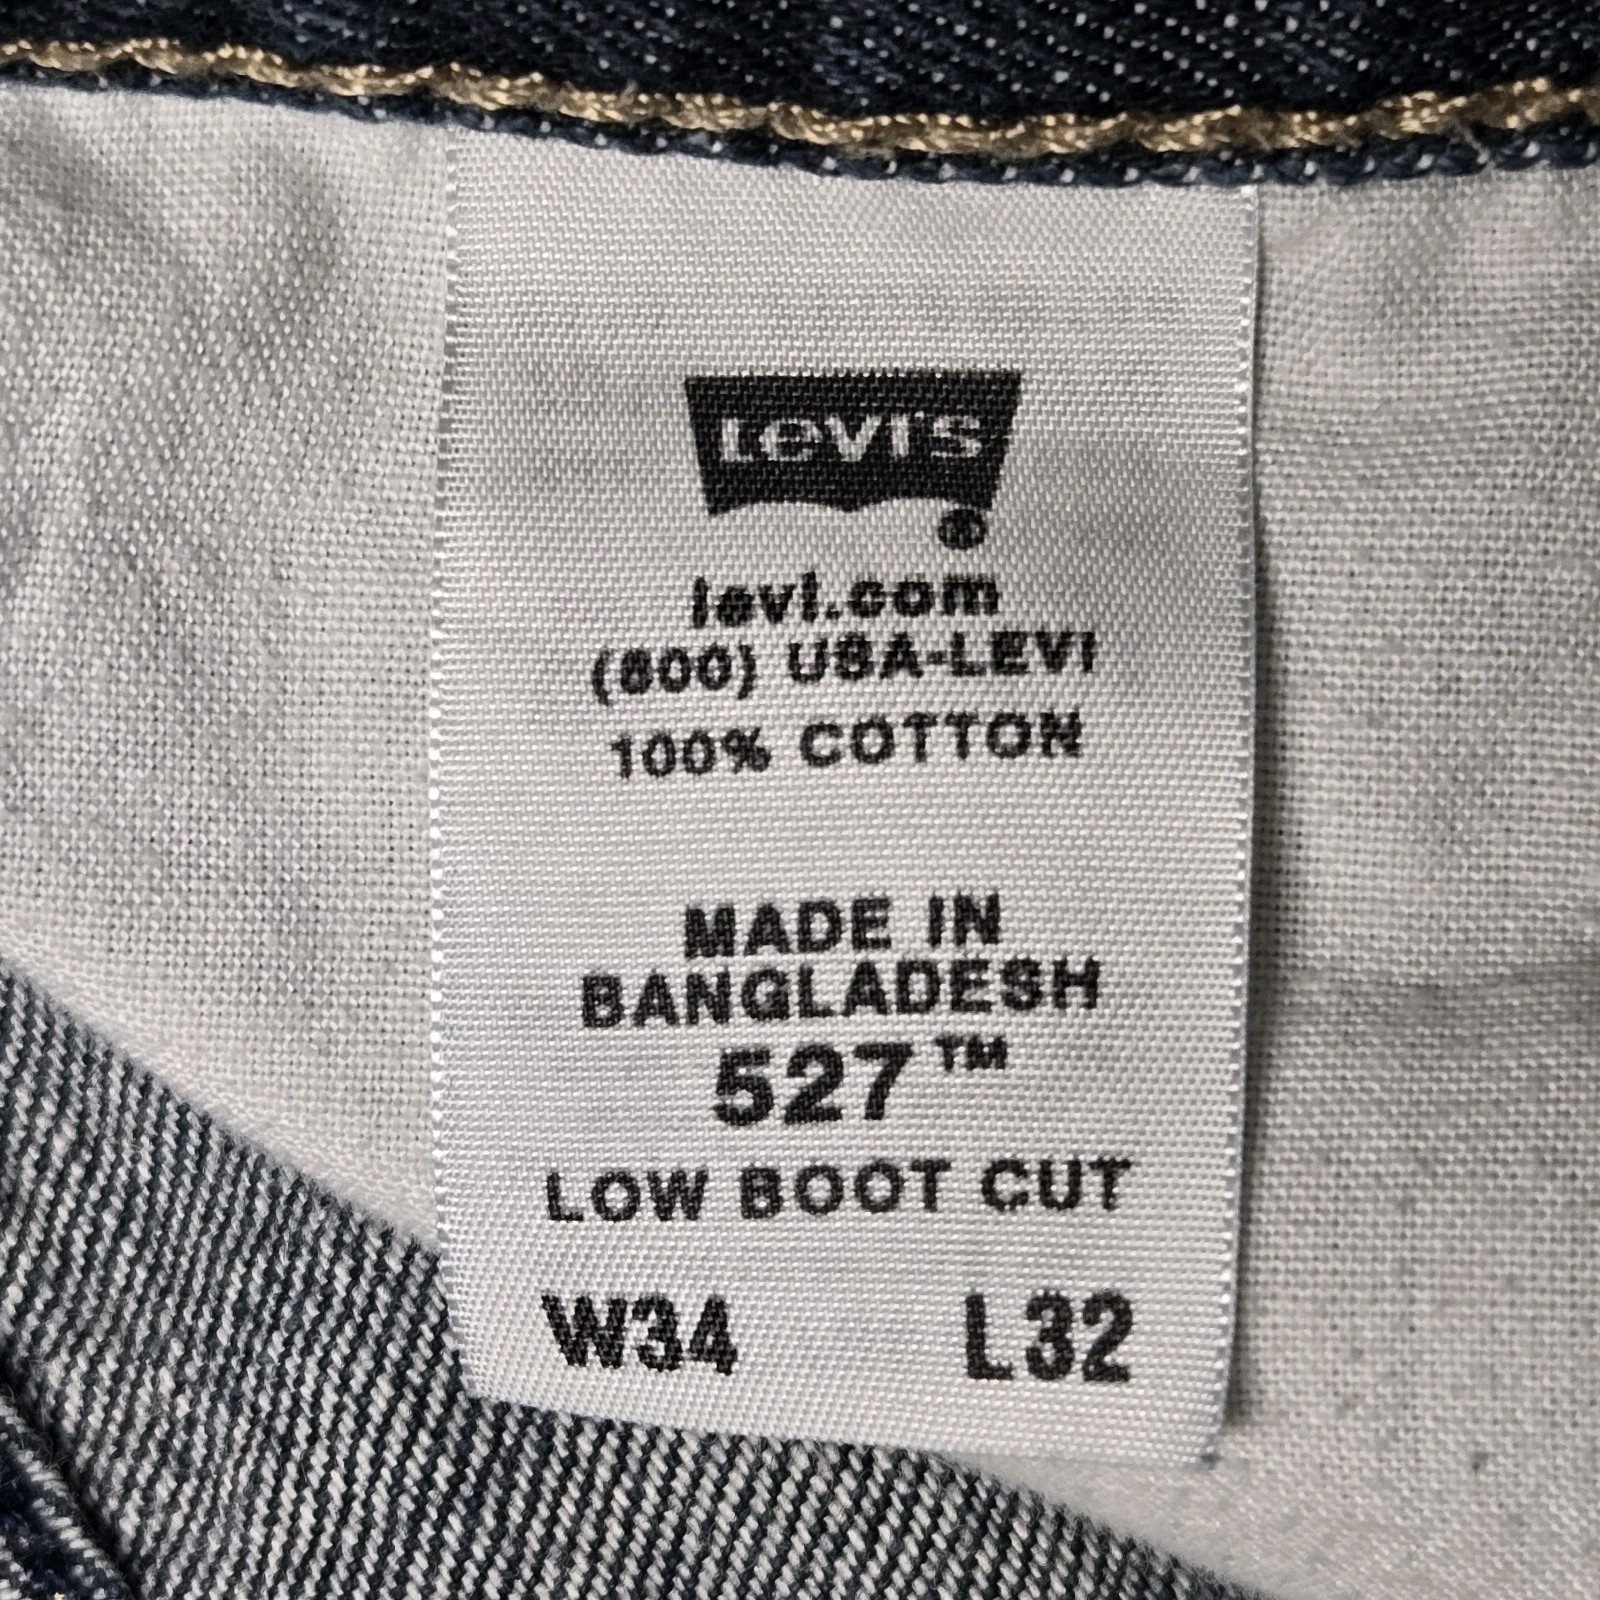 Levi's
®
levi.com
(800) USA-LEVI
100% COTTON
MADE IN
BANGLADESH
527™
LOW BOOT CUT
W34 L32